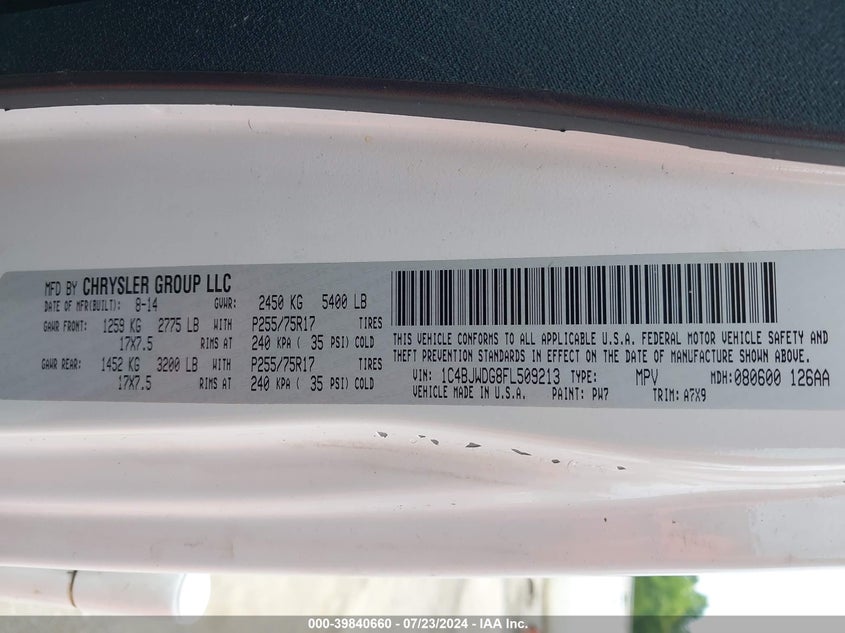 MFD BY CHRYSLER GROUP LLC
DATE OF MFR(BUILT): 8-14 GVWR: 2450 KG 5400 LB
GAWR FRONT: 1259 KG 2775 LB WITH P255/75R17 TIRES
17X7.5 RIMS AT 240 KPA ( 35 PSI) COLD
GAWR REAR: 1452 KG 3200 LB WITH P255/75R17 TIRES
17X7.5 RIMS AT 240 KPA ( 35 PSI) COLD
THIS VEHICLE CONFORMS TO ALL APPLICABLE U.S.A. FEDERAL MOTOR VEHICLE SAFETY AND
THEFT PREVENTION STANDARDS IN EFFECT ON THE DATE OF MANUFACTURE SHOWN ABOVE.
VIN: 1C4BJWDG8FL509213 TYPE: MPV MDH:080600 126AA
VEHICLE MADE IN U.S.A. PAINT: PW7 TRIM: A7X9
000-39840660 - 07/23/2024 - IAA Inc.